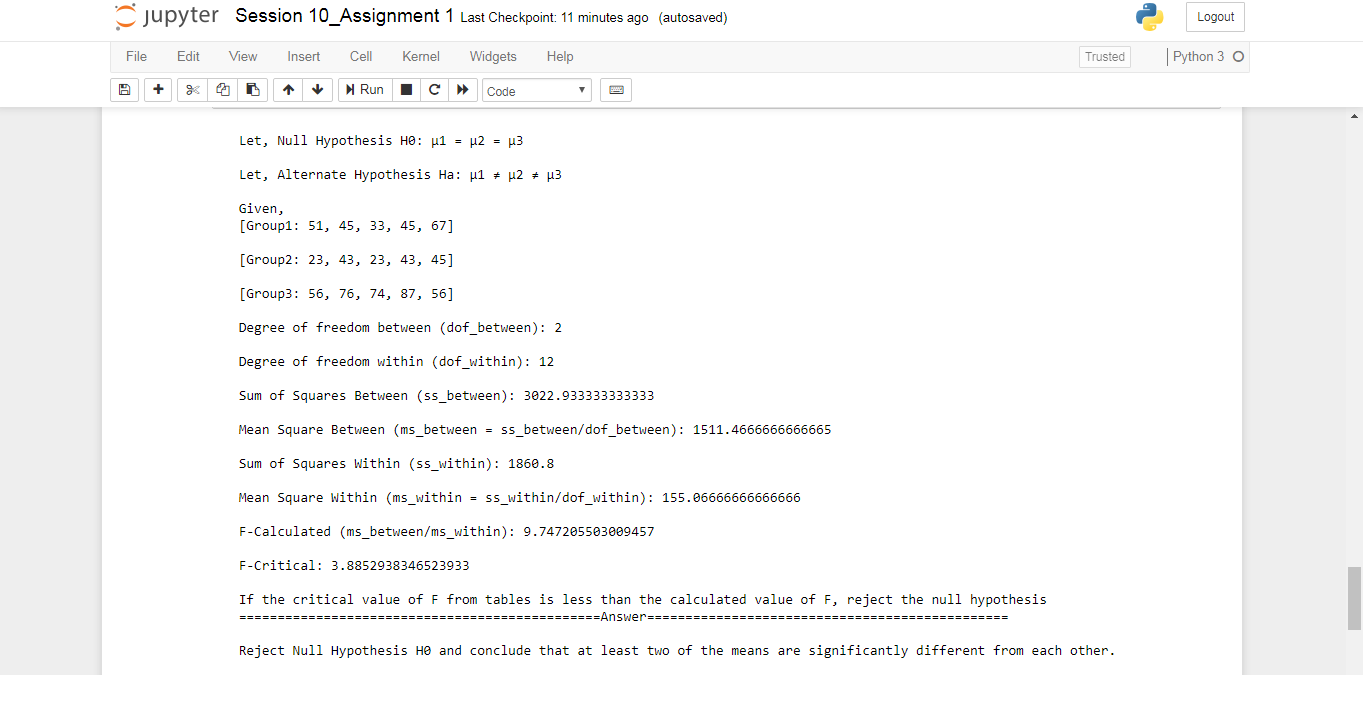 jupyter Session 10_Assignment 1 Last Checkpoint: 11 minutes ago (autosaved) Logout
File Edit View Insert Cell Kernel Widgets Help Trusted Python 3
Run Code
Let, Null Hypothesis H0: μ1 = μ2 = μ3
Let, Alternate Hypothesis Ha: μ1 ≠ μ2 ≠ μ3
Given,
[Group1: 51, 45, 33, 45, 67]
[Group2: 23, 43, 23, 43, 45]
[Group3: 56, 76, 74, 87, 56]
Degree of freedom between (dof_between): 2
Degree of freedom within (dof_within): 12
Sum of Squares Between (ss_between): 3022.933333333333
Mean Square Between (ms_between = ss_between/dof_between): 1511.4666666666665
Sum of Squares Within (ss_within): 1860.8
Mean Square Within (ms_within = ss_within/dof_within): 155.06666666666666
F-Calculated (ms_between/ms_within): 9.747205503009457
F-Critical: 3.8852938346523933
If the critical value of F from tables is less than the calculated value of F, reject the null hypothesis
===============================================Answer===============================================
Reject Null Hypothesis H0 and conclude that at least two of the means are significantly different from each other.